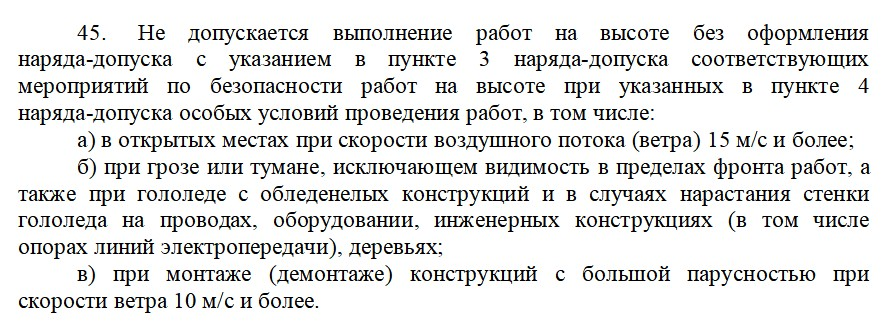 45. Не допускается выполнение работ на высоте без оформления
наряда-допуска с указанием в пункте 3 наряда-допуска соответствующих
мероприятий по безопасности работ на высоте при указанных в пункте 4
наряда-допуска особых условий проведения работ, в том числе:
а) в открытых местах при скорости воздушного потока (ветра) 15 м/с и более;
б) при грозе или тумане, исключающем видимость в пределах фронта работ, а
также при гололеде с обледенелых конструкций и в случаях нарастания стенки
гололеда на проводах, оборудовании, инженерных конструкциях (в том числе
опорах линий электропередачи), деревьях;
в) при монтаже (демонтаже) конструкций с большой парусностью при
скорости ветра 10 м/с и более.